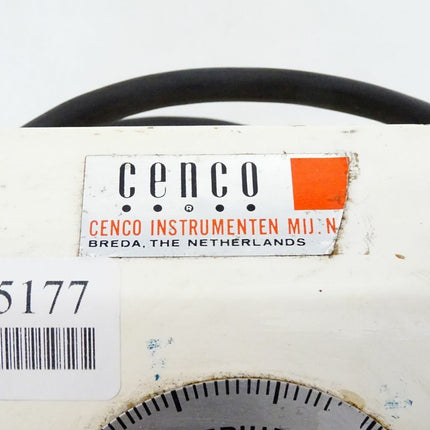 cenco
®
CENCO INSTRUMENTEN MIJ. N
BREDA, THE NETHERLANDS
5177